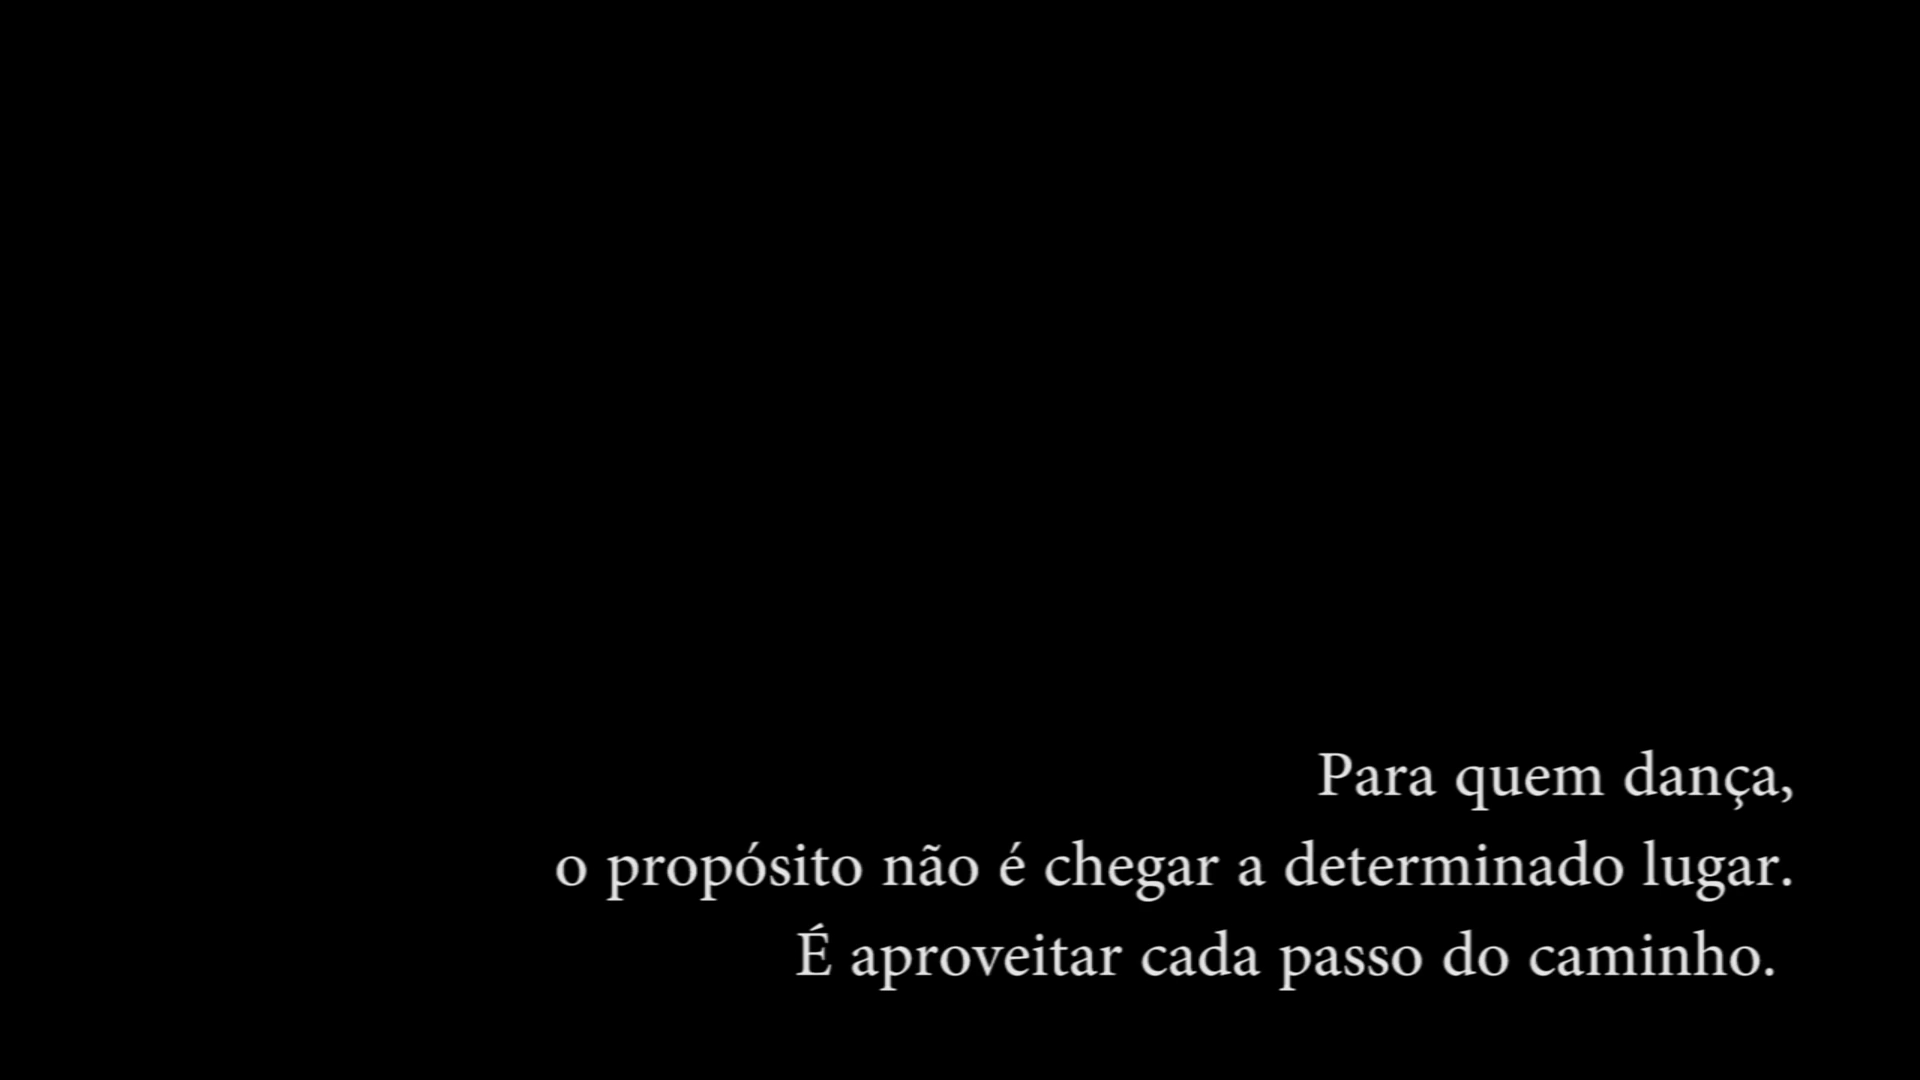 Para quem dança,
o propósito não é chegar a determinado lugar.
É aproveitar cada passo do caminho.